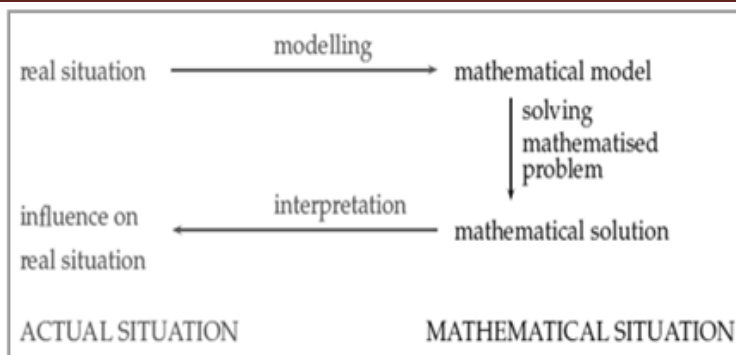 modelling
real situation
mathematical model
solving
mathematised
problem
interpretation
influence on
mathematical solution
real situation
ACTUAL SITUATION
MATHEMATICAL SITUATION